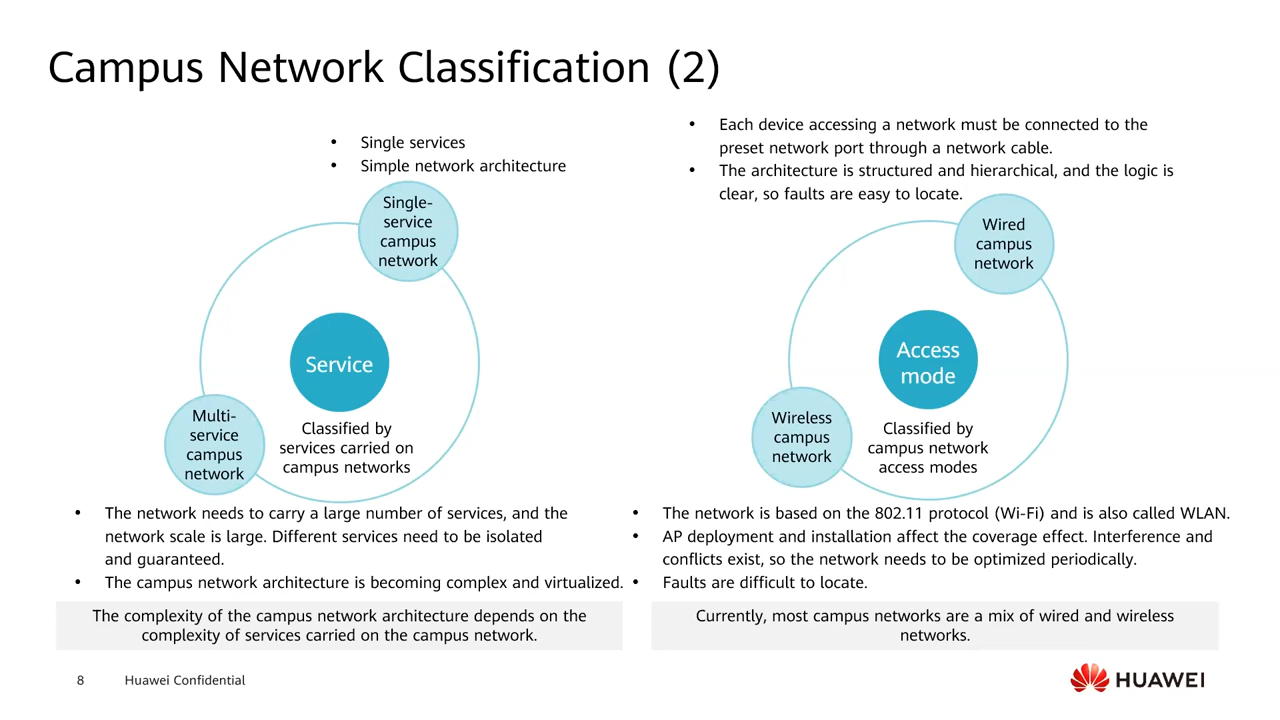 Campus Network Classification (2)
• Single services
• Simple network architecture
Single-
service
campus
network
Service
Multi-
service
campus
network
Classified by
services carried on
campus networks
• The network needs to carry a large number of services, and the
network scale is large. Different services need to be isolated
and guaranteed.
• The campus network architecture is becoming complex and virtualized.
The complexity of the campus network architecture depends on the
complexity of services carried on the campus network.
• Each device accessing a network must be connected to the
preset network port through a network cable.
• The architecture is structured and hierarchical, and the logic is
clear, so faults are easy to locate.
Wired
campus
network
Access
mode
Wireless
campus
network
Classified by
campus network
access modes
• The network is based on the 802.11 protocol (Wi-Fi) and is also called WLAN.
• AP deployment and installation affect the coverage effect. Interference and
conflicts exist, so the network needs to be optimized periodically.
• Faults are difficult to locate.
Currently, most campus networks are a mix of wired and wireless
networks.
8
Huawei Confidential
HUAWEI